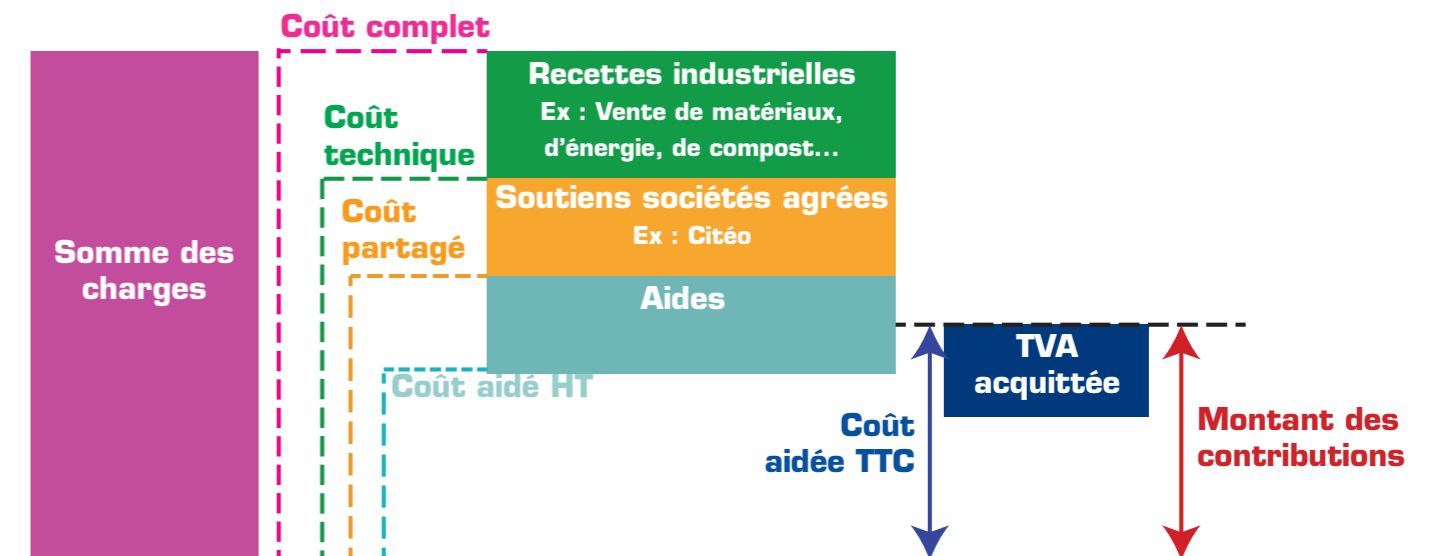 Coût complet
Somme des
charges
Coût
technique
Coût
partagé
Coût aidé HT
Recettes industrielles
Ex : Vente de matériaux,
d'énergie, de compost...
Soutiens sociétés agrées
Ex : Citéo
Aides
TVA
acquittée
Coût
aidée TTC
Montant des
contributions